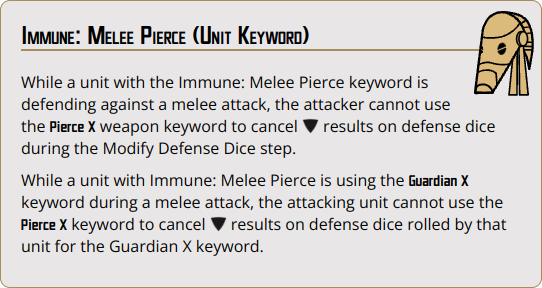 Immune: Melee Pierce (Unit Keyword)
While a unit with the Immune: Melee Pierce keyword is
defending against a melee attack, the attacker cannot use
the Pierce X weapon keyword to cancel results on defense dice
during the Modify Defense Dice step.
While a unit with Immune: Melee Pierce is using the Guardian X
keyword during a melee attack, the attacking unit cannot use the
Pierce X keyword to cancel results on defense dice rolled by that
unit for the Guardian X keyword.